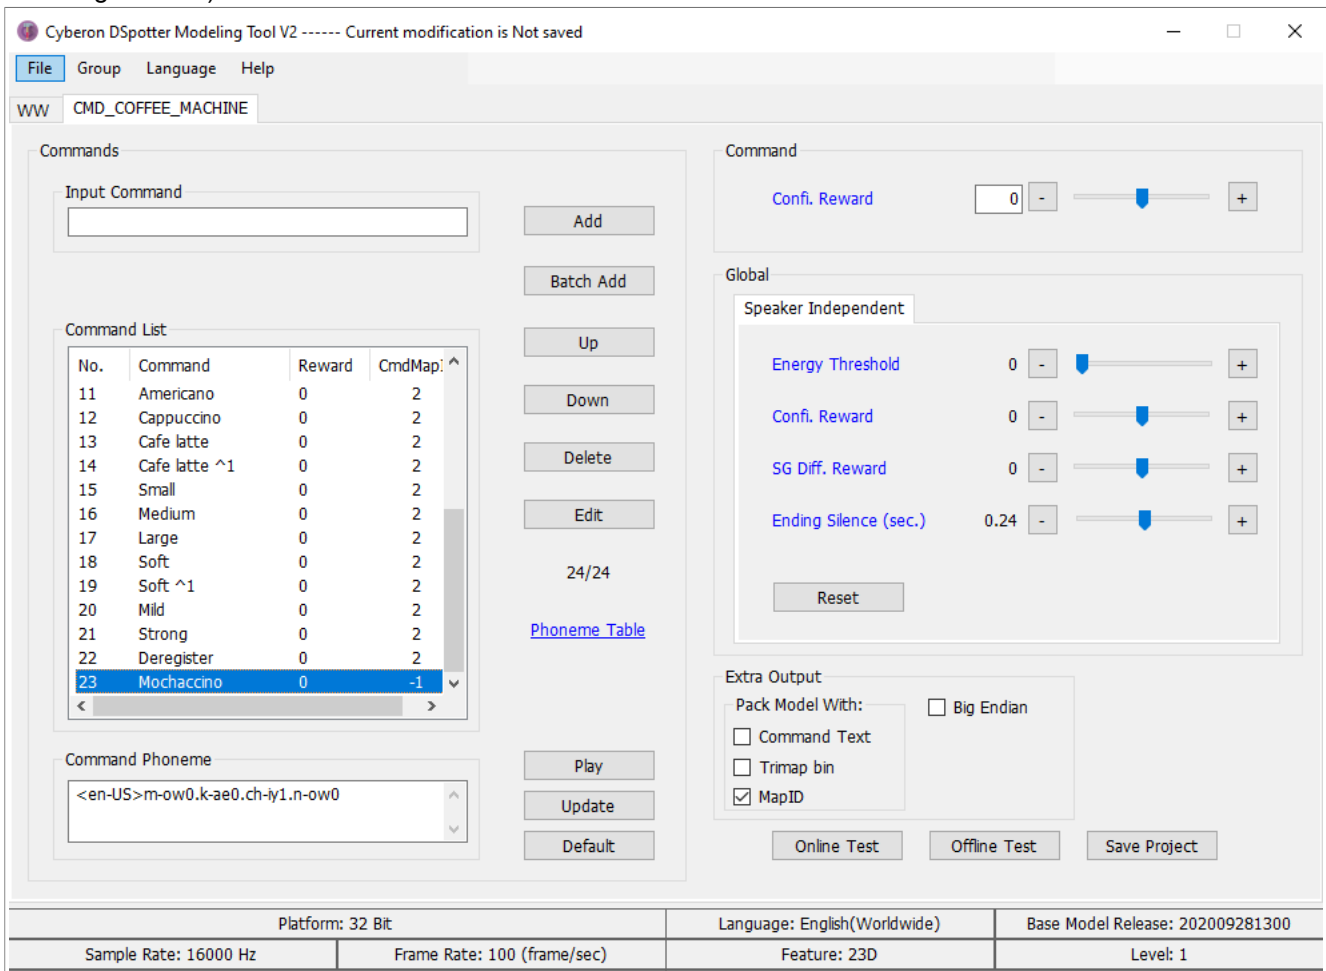 Cyberon DSpotter Modeling Tool V2 ------ Current modification is Not saved
File Group Language Help
WW CMD_COFFEE_MACHINE
Commands
Input Command
Add
Batch Add
Command List
No. Command Reward CmdMap
11 Americano 0 2
12 Cappuccino 0 2
13 Cafe latte 0 2
14 Cafe latte ^1 0 2
15 Small 0 2
16 Medium 0 2
17 Large 0 2
18 Soft 0 2
19 Soft ^1 0 2
20 Mild 0 2
21 Strong 0 2
22 Deregister 0 2
23 Mochaccino 0 -1
Up
Down
Delete
Edit
24/24
Phoneme Table
Command Phoneme
<en-US>m-ow0.k-ae0.ch-iy1.n-ow0
Play
Update
Default
Command
Confi. Reward 0 - +
Global
Speaker Independent
Energy Threshold 0 - +
Confi. Reward 0 - +
SG Diff. Reward 0 - +
Ending Silence (sec.) 0.24 - +
Reset
Extra Output
Pack Model With:
Command Text
Trimap bin
MapID
Big Endian
Online Test Offline Test Save Project
Platform: 32 Bit Language: English(Worldwide) Base Model Release: 202009281300
Sample Rate: 16000 Hz Frame Rate: 100 (frame/sec) Feature: 23D Level: 1